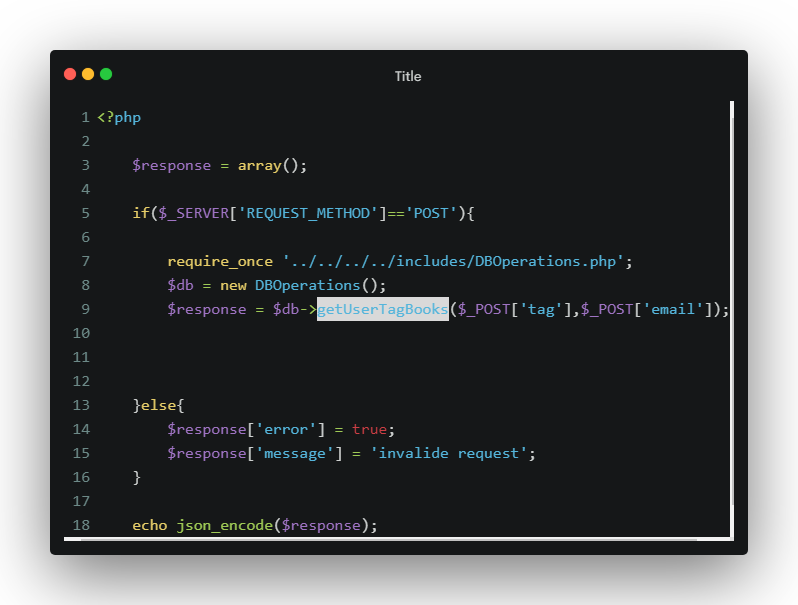 Title
1 <?php
2
3 $response = array();
4
5 if($_SERVER['REQUEST_METHOD']=='POST'){
6
7 require_once '../../../../includes/DBOperations.php';
8 $db = new DBOperations();
9 $response = $db->getUserTagBooks($_POST['tag'],$_POST['email']);
10
11
12
13 }else{
14 $response['error'] = true;
15 $response['message'] = 'invalide request';
16 }
17
18 echo json_encode($response);